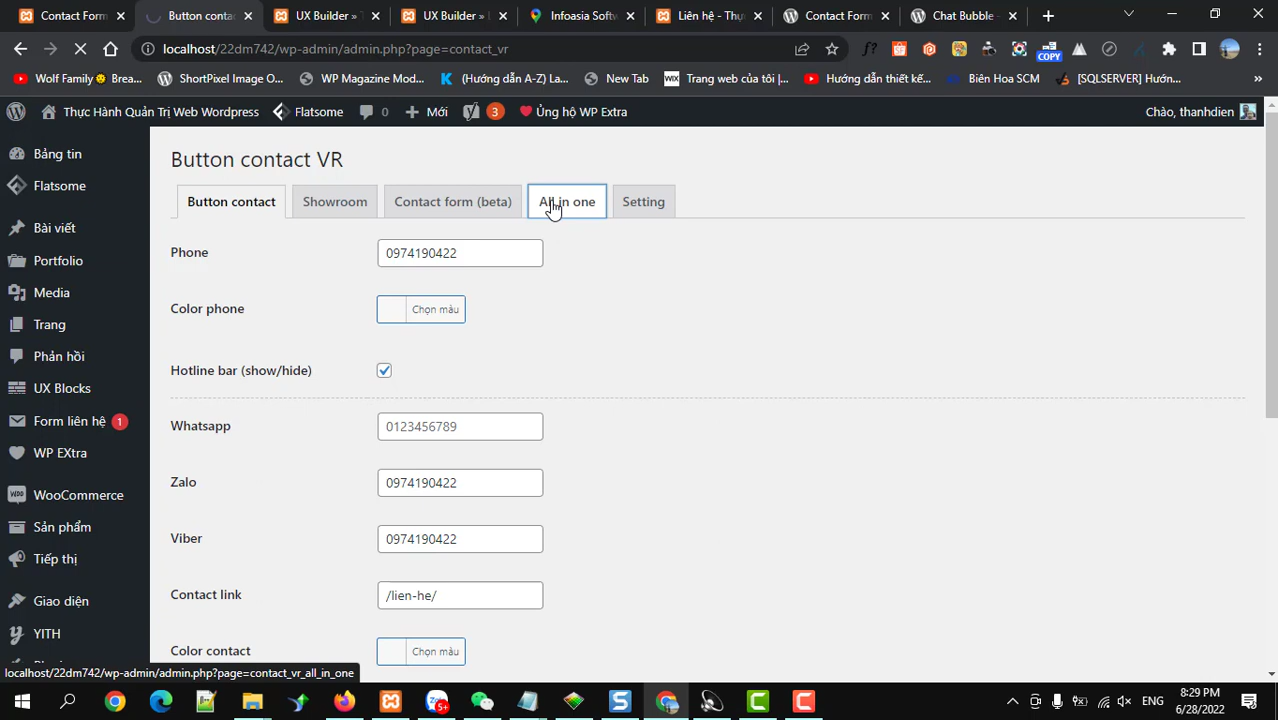 Contact Form
Button conta
UX Builder » T
UX Builder » L
Infoasia Softw
Liên hệ - Thự
Contact Form
Chat Bubble -
localhost/22dm742/wp-admin/admin.php?page=contact_vr
f?
COPY
Wolf Family Brea...
ShortPixel Image O...
WP Magazine Mod...
(Hướng dẫn A-Z) La...
New Tab
WIX
Trang web của tôi |...
Hướng dẫn thiết kế...
Biên Hoa SCM
[SQLSERVER] Hướn...
»
Thực Hành Quản Trị Web Wordpress
Flatsome
0
Mới
3
Ủng hộ WP Extra
Chào, thanhdien
Bảng tin
Flatsome
Bài viết
Portfolio
Media
Trang
Phản hồi
UX Blocks
Form liên hệ 1
WP EXtra
WooCommerce
Sản phẩm
Tiếp thị
Giao diện
YITH
Button contact VR
Button contact
Showroom
Contact form (beta)
All in one
Setting
Phone
0974190422
Color phone
Chọn màu
Hotline bar (show/hide)
Whatsapp
0123456789
Zalo
0974190422
Viber
0974190422
Contact link
/lien-he/
Color contact
Chọn màu
localhost/22dm742/wp-admin/admin.php?page=contact_vr_all_in_one
5+
ENG
8:29 PM
6/28/2022